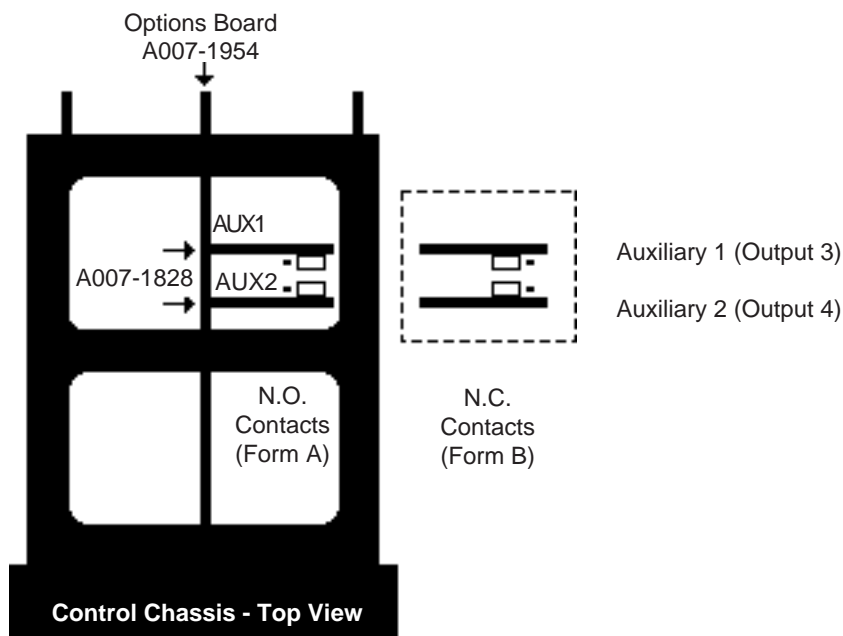 Options Board
A007-1954
AUX1
Auxiliary 1 (Output 3)
A007-1828
AUX2
Auxiliary 2 (Output 4)
N.O.
Contacts
(Form A)
N.C.
Contacts
(Form B)
Control Chassis - Top View